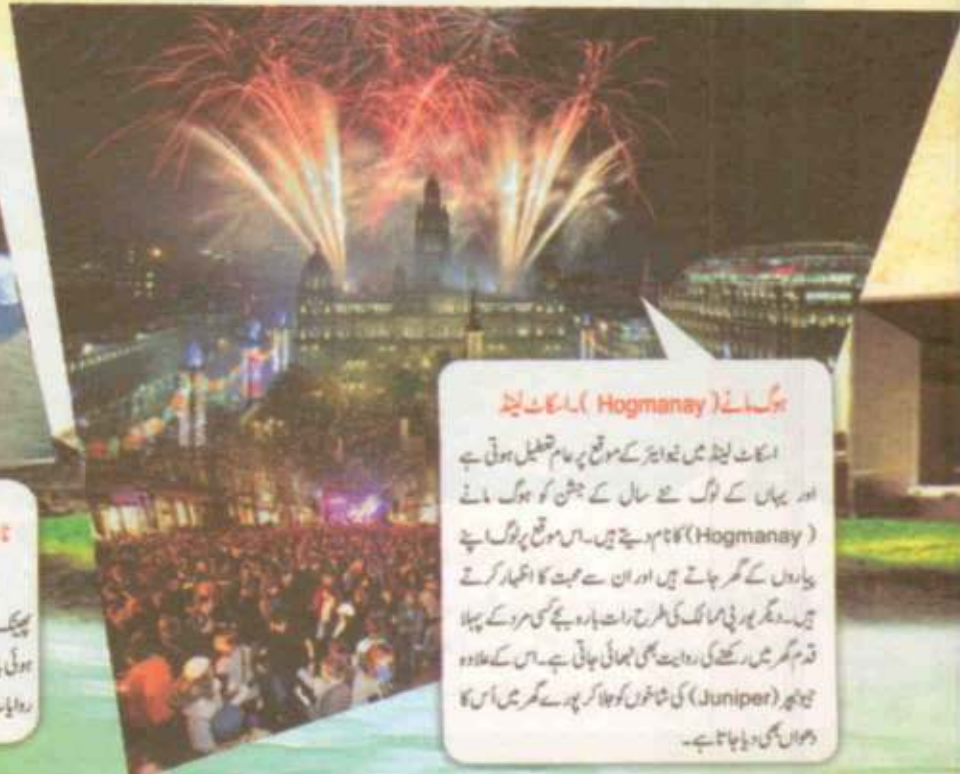 ہوگ مانے( Hogmanay )۔اسکاٹ لینڈ
اسکاٹ لینڈ میں نیو ایئر کے موقع پر عام تعطیل ہوتی ہے
اور یہاں کے لوگ نئے سال کے جشن کو ہوگ مانے
( Hogmanay) کا نام دیتے ہیں۔اس موقع پر لوگ اپنے
پیاروں کے گھر جاتے ہیں اور ان سے محبت کا اظہار کرتے
ہیں۔دیگر یورپی ممالک کی طرح رات بارہ بجے کسی مرد کے پہلا
قدم گھر میں رکھنے کی روایت بھی نبھائی جاتی ہے۔اس کے علاوہ
جیونیپر (Juniper) کی شاخوں کو جلا کر پورے گھر میں اُس کا
دھواں بھی دیا جاتا ہے۔
ہوئی